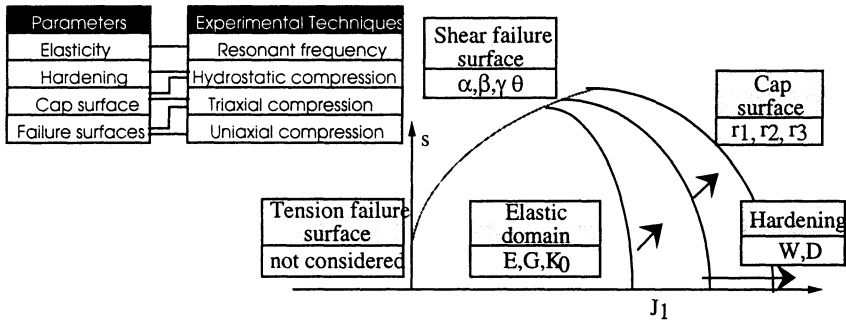 Parameters
Experimental Techniques
Elasticity
Resonant frequency
Hardening
Hydrostatic compression
Cap surface
Triaxial compression
Failure surfaces
Uniaxial compression
Shear failure
surface
α,β,γ θ
Cap
surface
r1, r2, r3
s
Tension failure
surface
not considered
Elastic
domain
E,G,K0
Hardening
W,D
J1